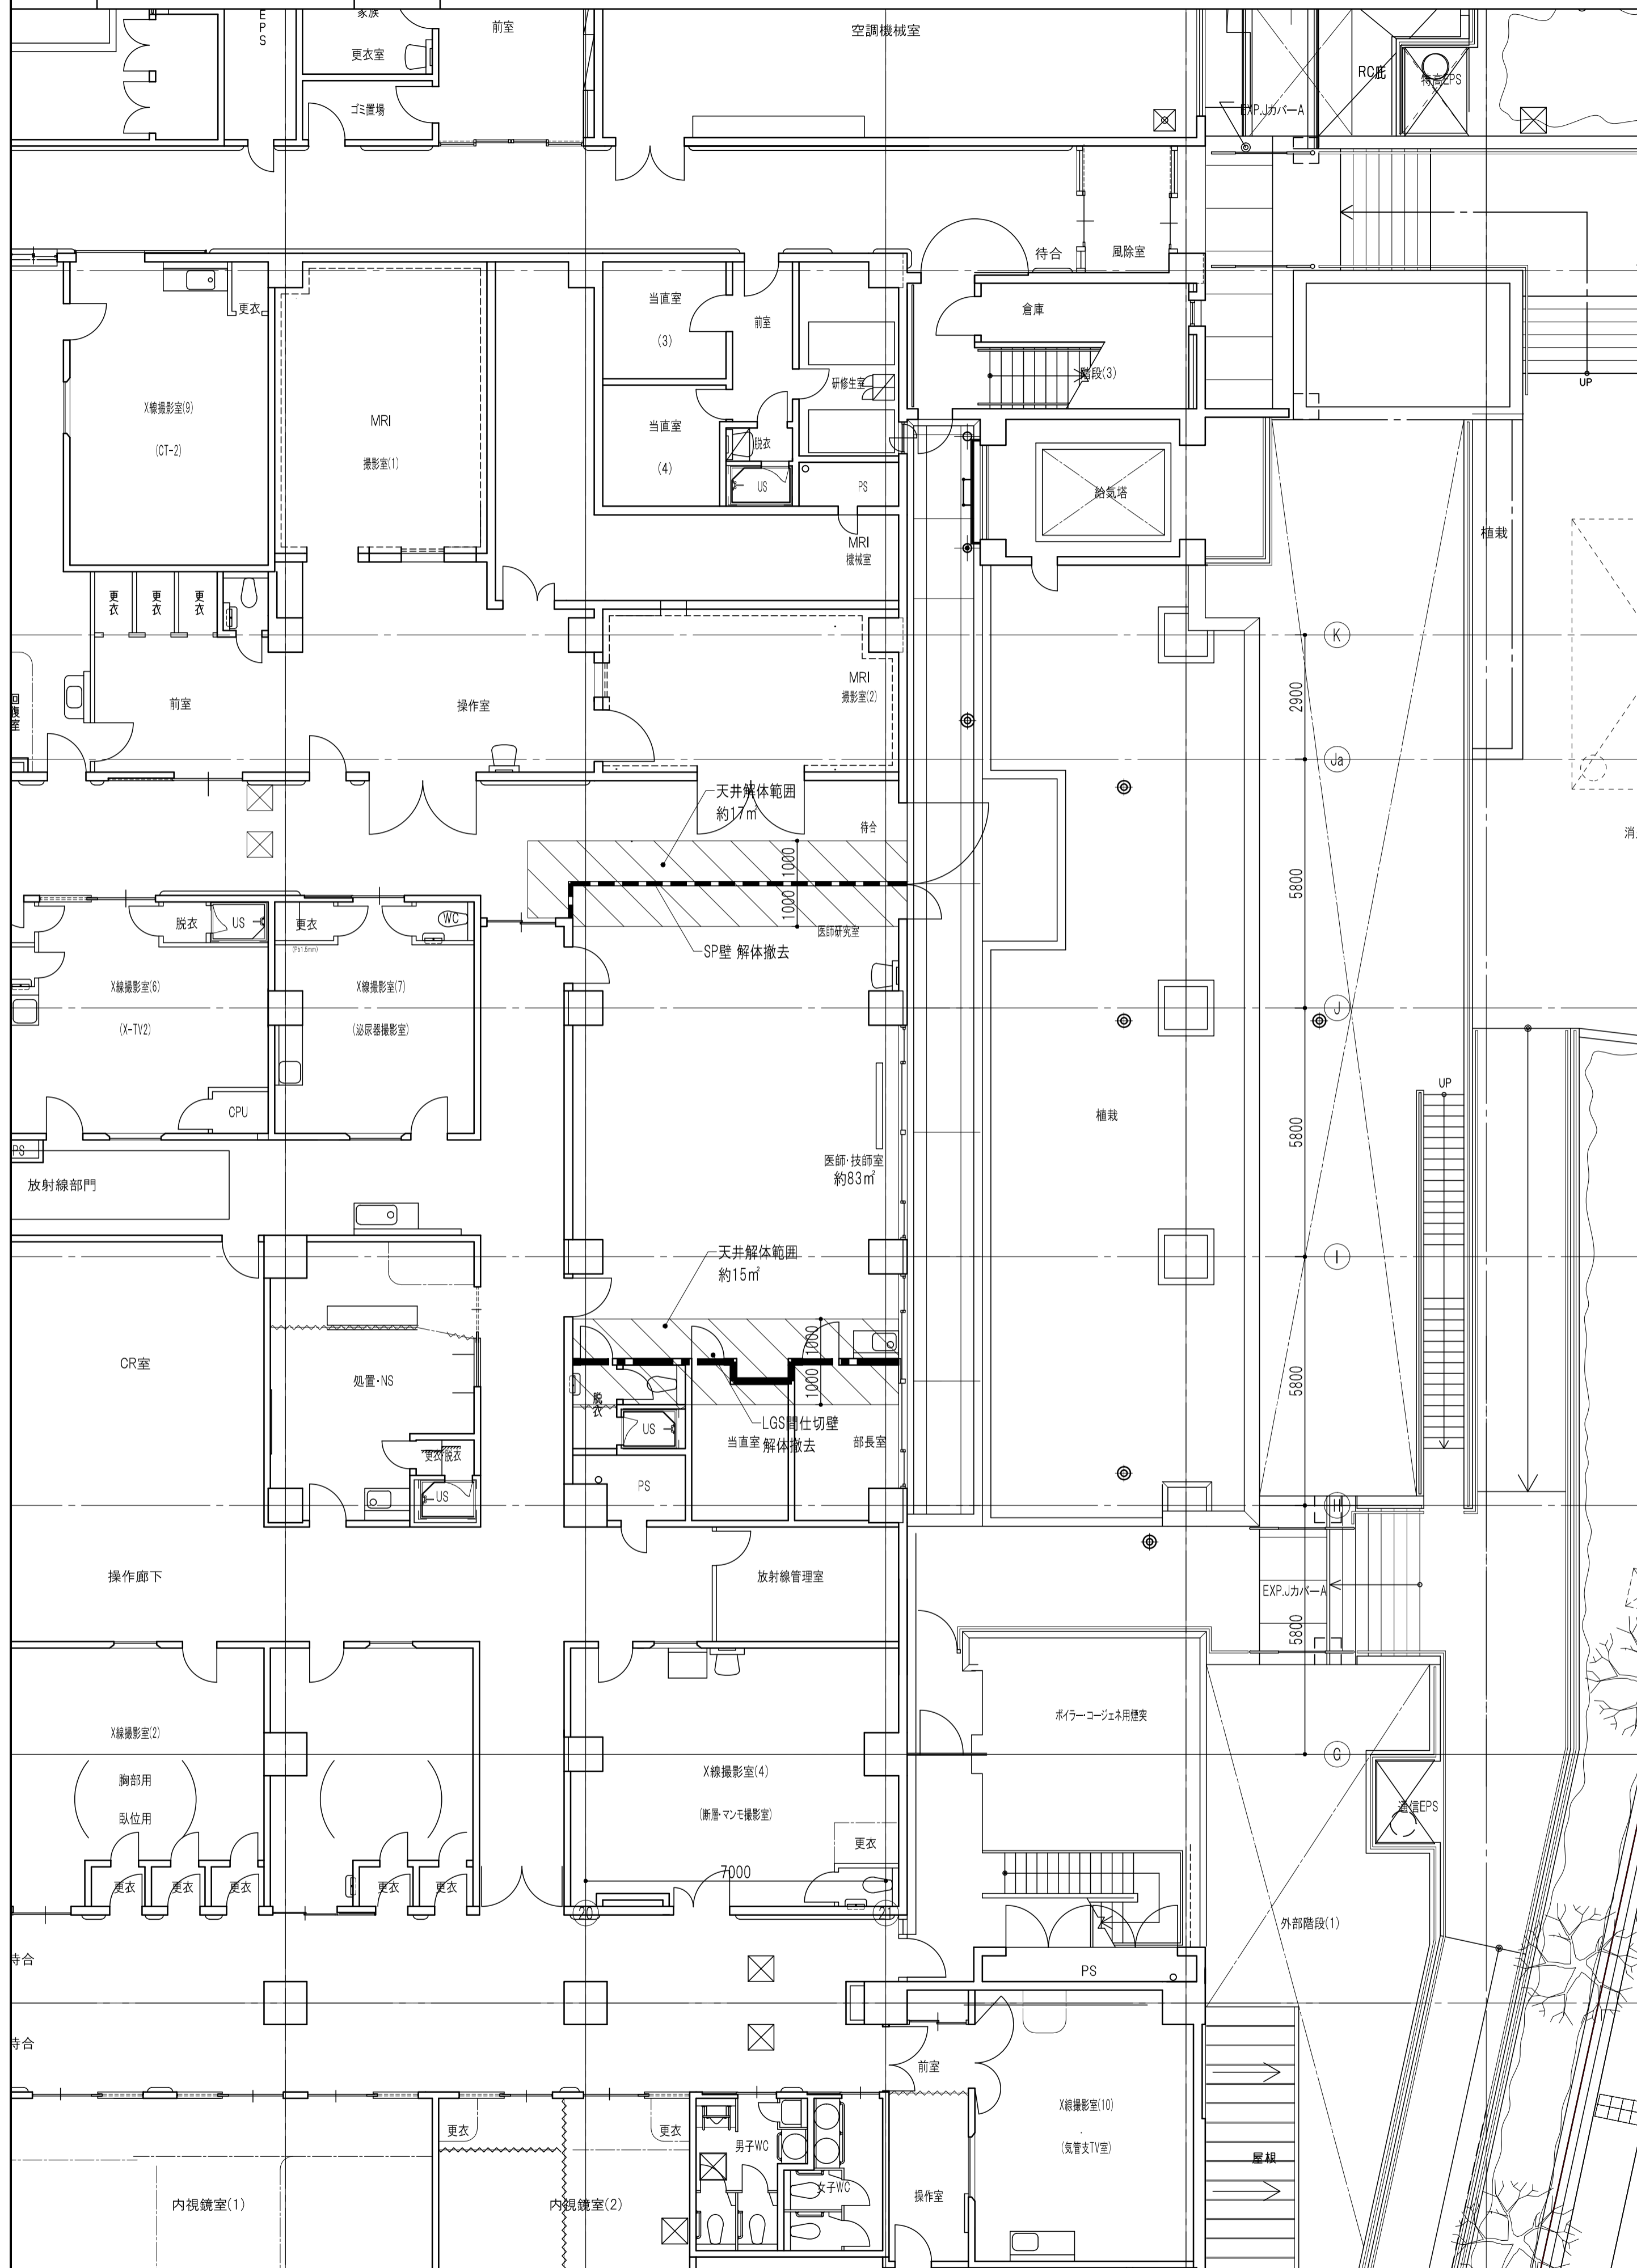 EPS
家族
更衣室
前室
空調機械室
RC庇
特高EPS
ゴミ置場
EXP.Jカバー A
待合
風除室
更衣
当直室
(3)
前室
倉庫
研修生室
階段(3)
UP
X線撮影室(9)
(CT-2)
MRI
撮影室(1)
当直室
(4)
脱衣
US
PS
給気塔
植栽
MRI
機械室
更衣
更衣
更衣
K
2900
回復室
前室
操作室
MRI
撮影室(2)
Ja
天井解体範囲
約17㎡
待合
1000
1000
5800
脱衣
US
更衣
(Pb1.5mm)
WC
医師研究室
SP壁 解体撤去
X線撮影室(6)
(X-TV2)
X線撮影室(7)
(泌尿器撮影室)
J
CPU
UP
植栽
5800
PS
放射線部門
医師・技師室
約83㎡
天井解体範囲
約15㎡
I
1000
1000
5800
CR室
処置・NS
脱衣
US
LGS間仕切壁
解体撤去
当直室
部長室
更衣・脱衣
US
PS
H
操作廊下
放射線管理室
EXP.Jカバー A
5800
X線撮影室(2)
胸部用
臥位用
X線撮影室(4)
(断層・マンモ撮影室)
ボイラー・コージェネ用煙突
G
通信EPS
更衣
7000
更衣
更衣
更衣
更衣
更衣
20
21
外部階段(1)
待合
PS
待合
前室
X線撮影室(10)
(気管支TV室)
更衣
更衣
男子WC
女子WC
屋根
内視鏡室(1)
内視鏡室(2)
操作室